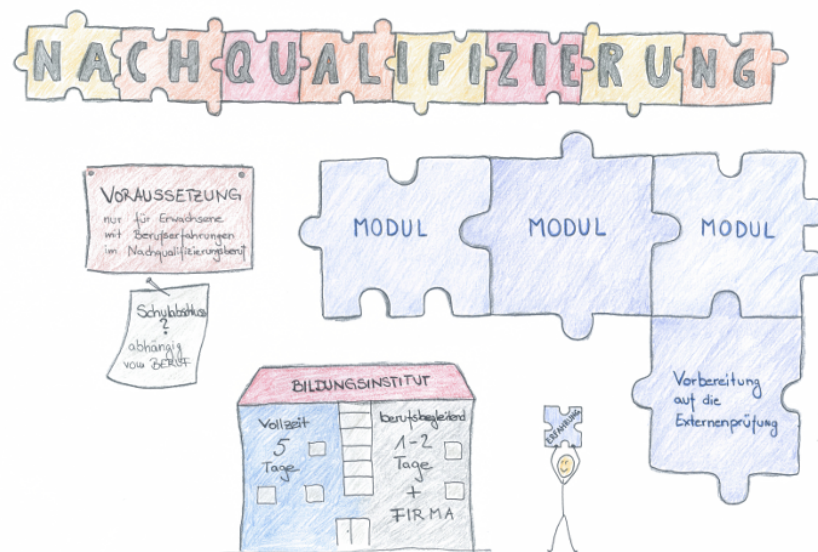 NACHQUALIFIZIERUNG
VORAUSSETZUNG
nur für Erwachsene
mit Berufserfahrungen
im Nachqualifizierungsberuf
Schulabschluss
?
abhängig
vom BERUF
MODUL
MODUL
MODUL
Vorbereitung
auf die
Externenprüfung
BILDUNGSINSTITUT
Vollzeit
5
Tage
berufsbegleitend
1-2
Tage
+
FIRMA
ERFAHRUNG